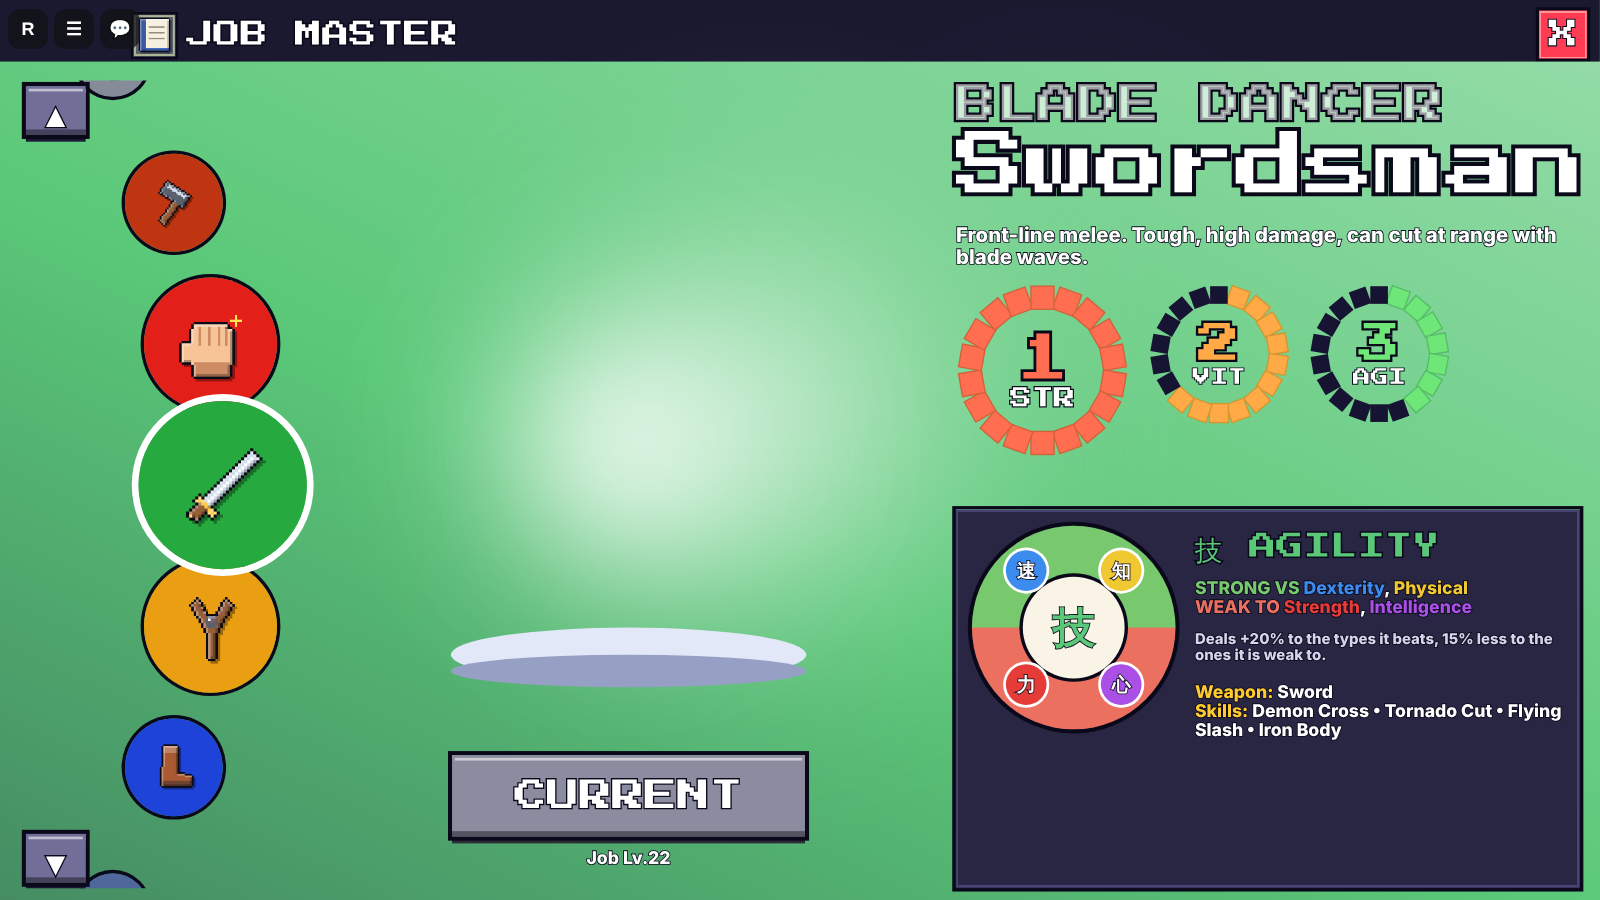 R
JOB MASTER
X
▲
BLADE DANCER
Swordsman
Front-line melee. Tough, high damage, can cut at range with
blade waves.
1
STR
2
VIT
3
AGI
速
知
技
力
心
技 AGILITY
STRONG VS Dexterity, Physical
WEAK TO Strength, Intelligence
Deals +20% to the types it beats, 15% less to the
ones it is weak to.
Weapon: Sword
Skills: Demon Cross • Tornado Cut • Flying
Slash • Iron Body
CURRENT
Job Lv.22
▼